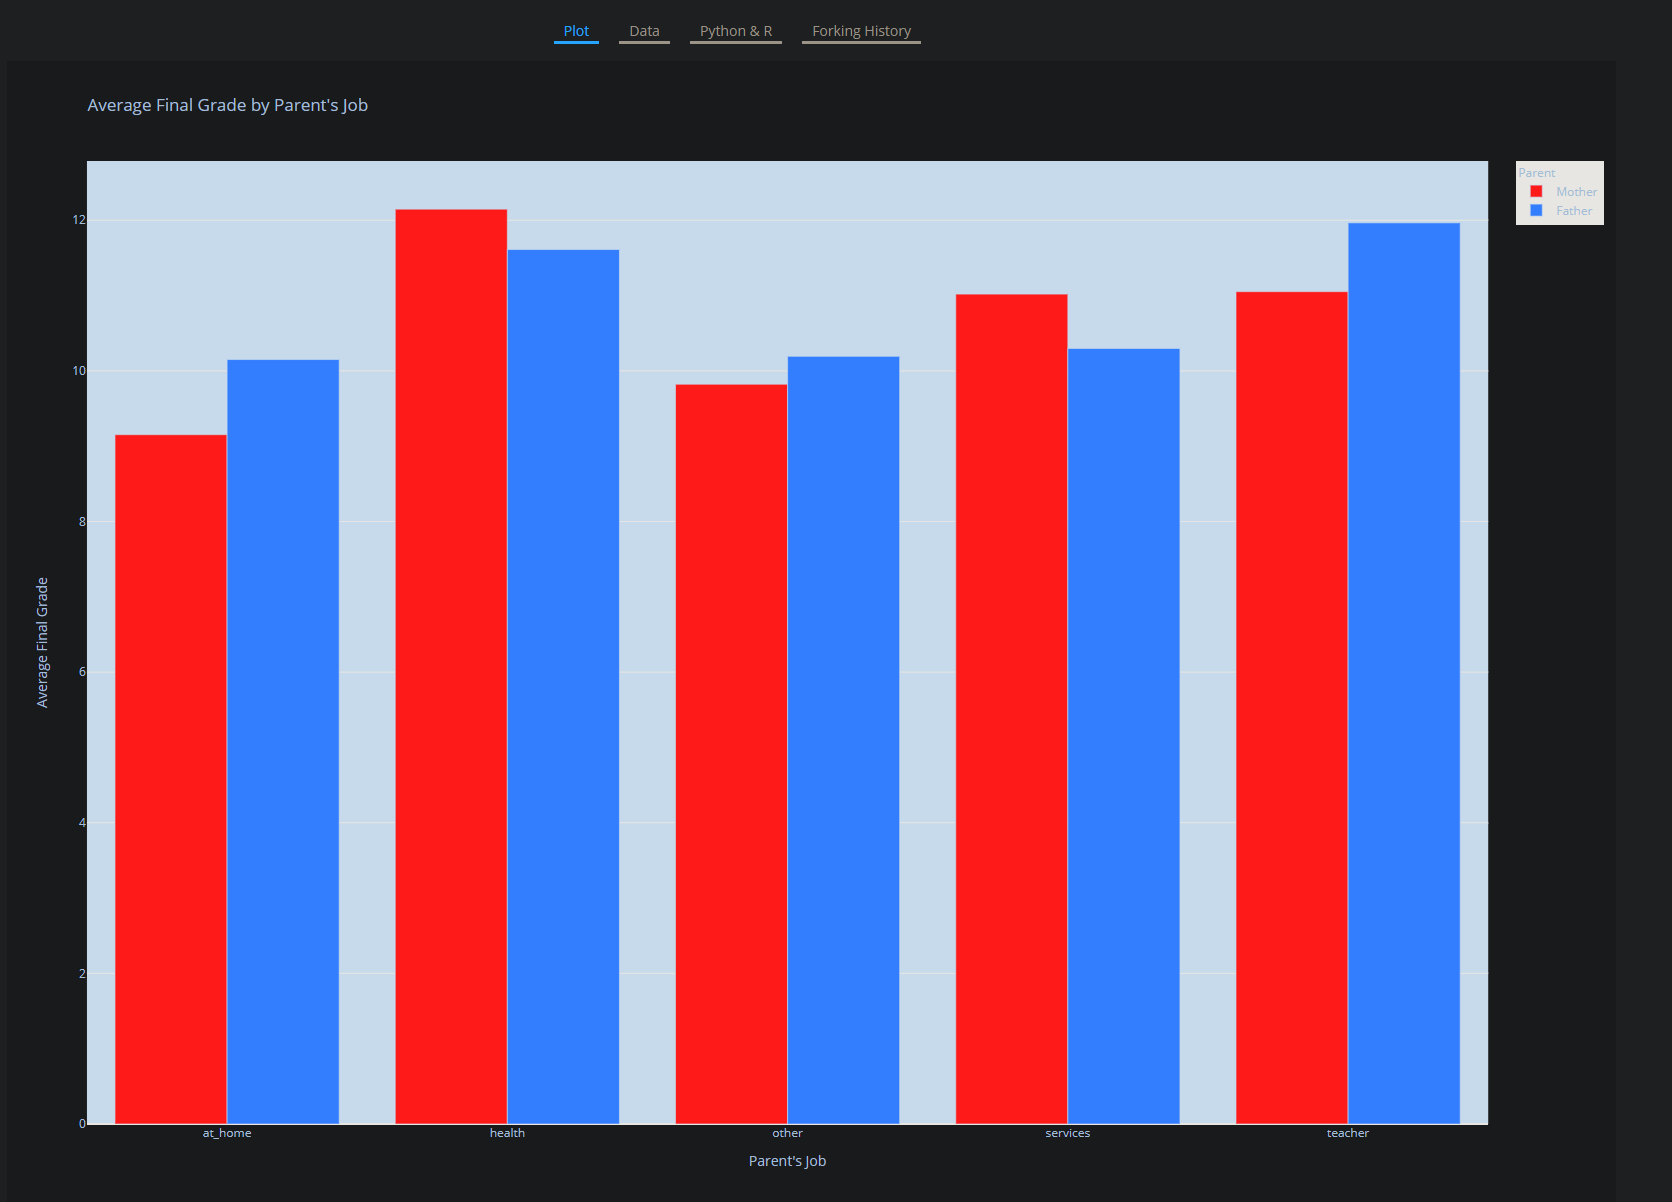 Plot Data Python & R Forking History
Average Final Grade by Parent's Job
Parent
Mother
Father
12
10
8
6
4
2
0
Average Final Grade
at_home health other services teacher
Parent's Job